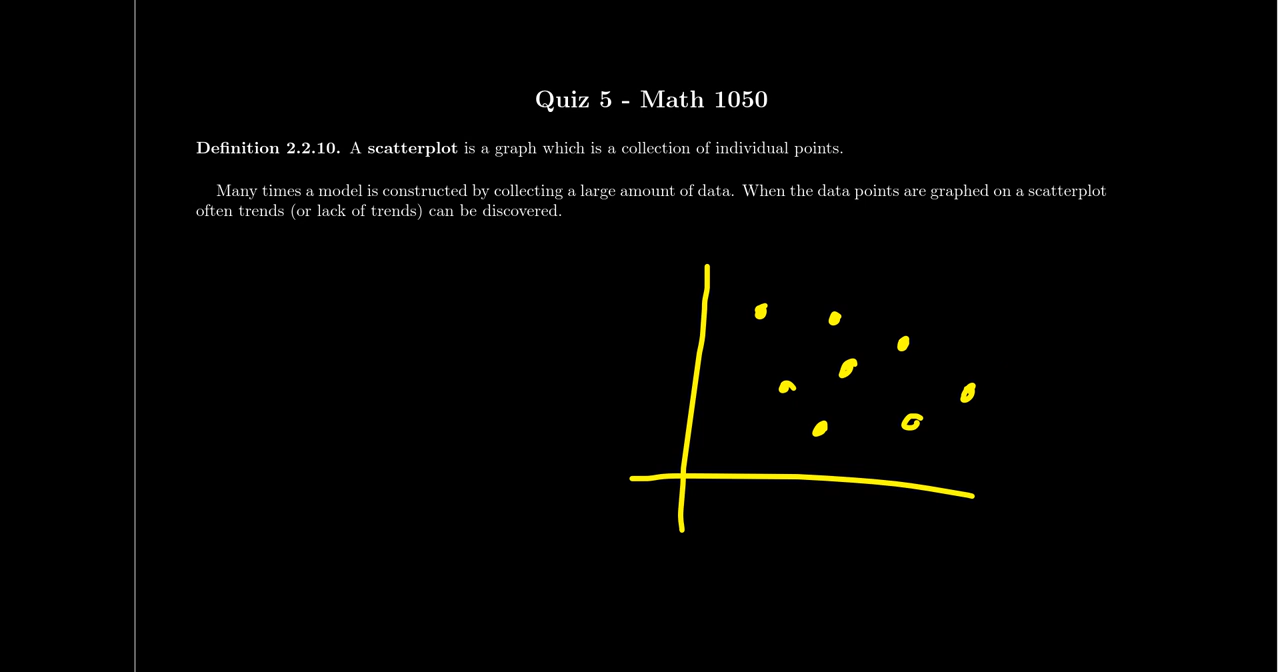 Quiz 5 - Math 1050
Definition 2.2.10. A scatterplot is a graph which is a collection of individual points.
Many times a model is constructed by collecting a large amount of data. When the data points are graphed on a scatterplot
often trends (or lack of trends) can be discovered.